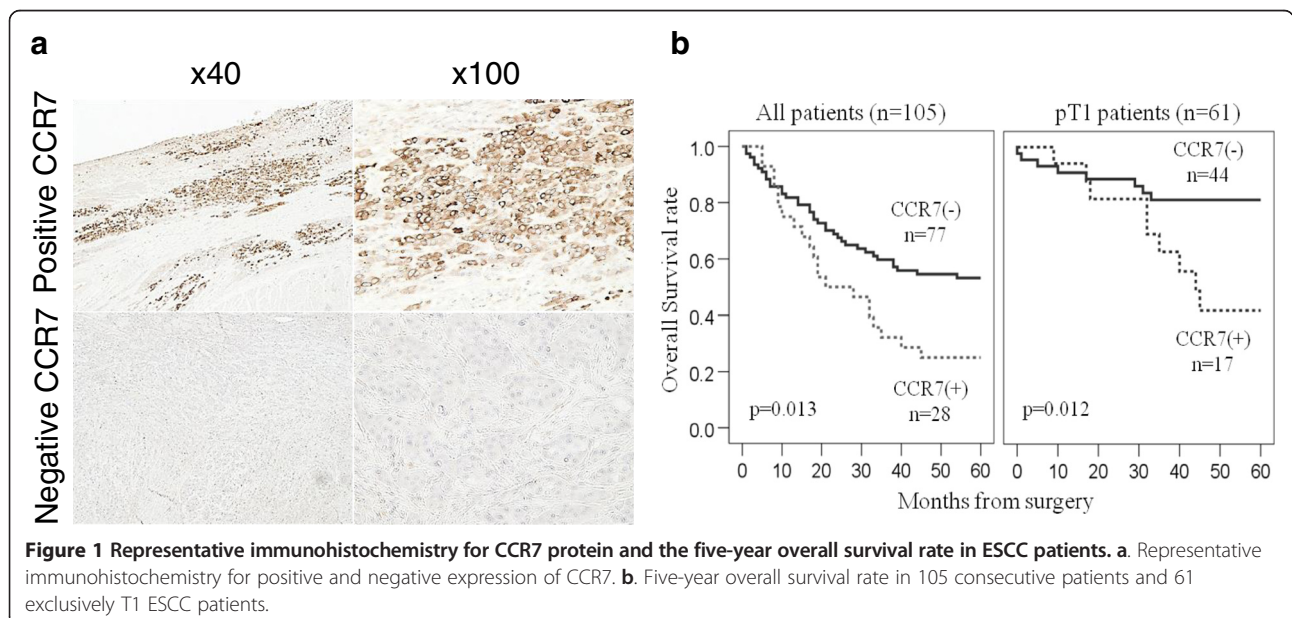 a
x40
x100
Positive CCR7
Negative CCR7
b
All patients (n=105)
pT1 patients (n=61)
Overall Survival rate
1.0
0.8
0.6
0.4
0.2
0.0
CCR7(-)
n=77
CCR7(+)
n=28
p=0.013
0 10 20 30 40 50 60
CCR7(-)
n=44
CCR7(+)
n=17
p=0.012
0 10 20 30 40 50 60
Months from surgery
Figure 1 Representative immunohistochemistry for CCR7 protein and the five-year overall survival rate in ESCC patients. a. Representative
immunohistochemistry for positive and negative expression of CCR7. b. Five-year overall survival rate in 105 consecutive patients and 61
exclusively T1 ESCC patients.